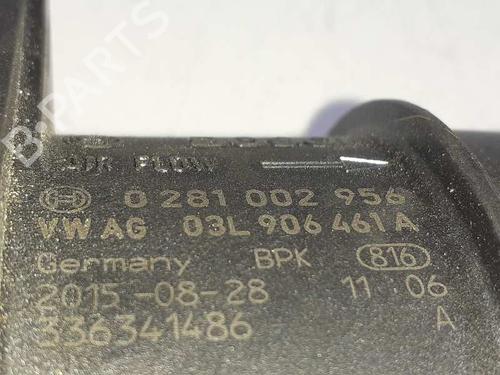 AIR FLOW
0 281 002 956
VW AG 03L 906 461 A
Germany BPK 816
2015-08-28 11:06
336341486 A